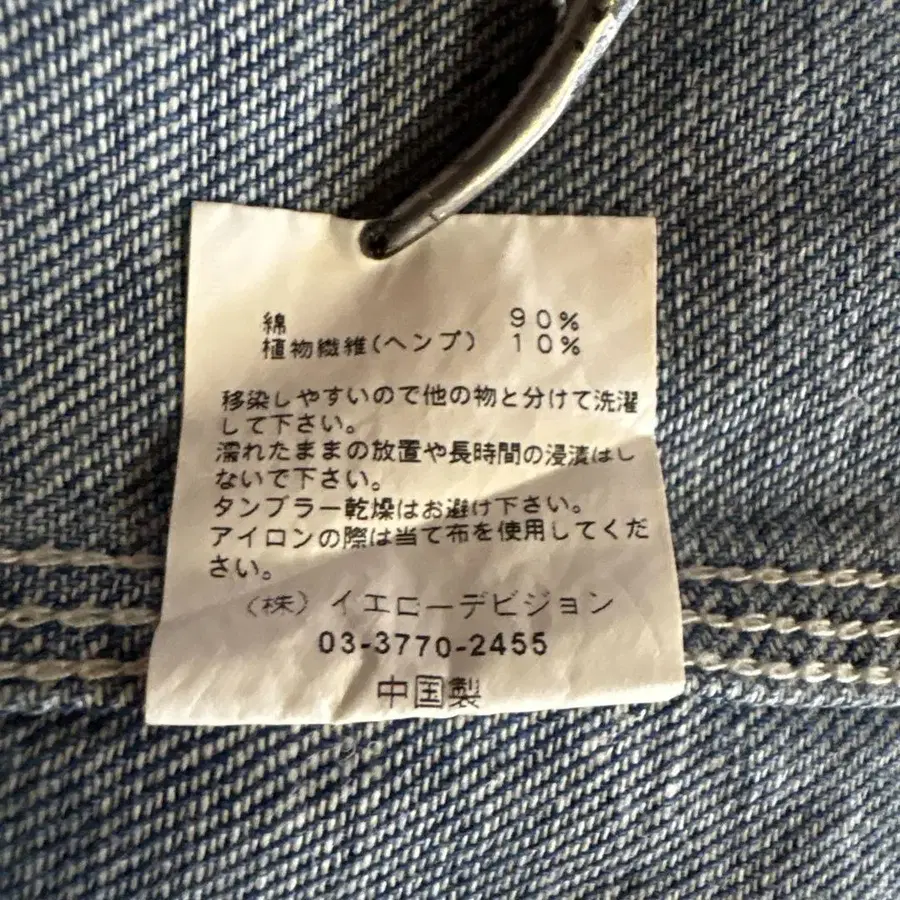 綿 90%
植物繊維(ヘンプ) 10%
移染しやすいので他の物と分けて洗濯
して下さい。
濡れたままの放置や長時間の浸漬はし
ないで下さい。
タンブラー乾燥はお避け下さい。
アイロンの際は当て布を使用してくだ
さい。
(株)イエローデビジョン
03-3770-2455
中国製